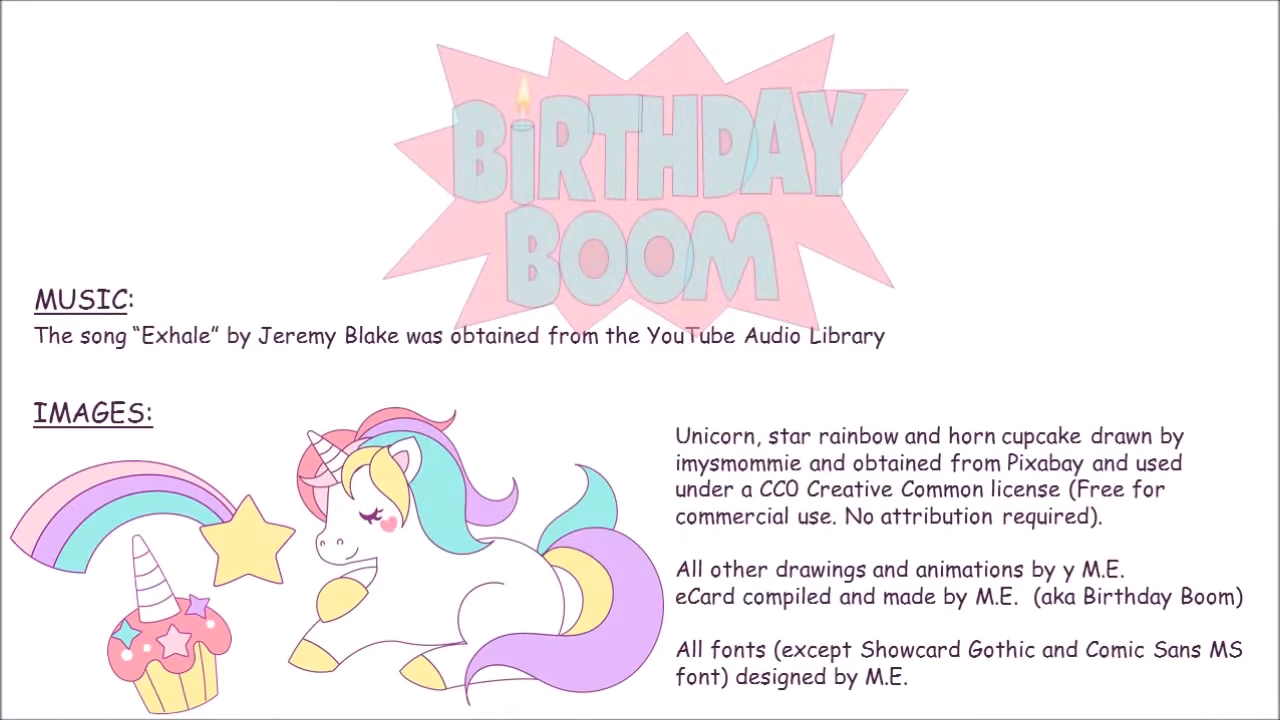 BiRTHDAY
BOOM
MUSIC:
The song “Exhale” by Jeremy Blake was obtained from the YouTube Audio Library
IMAGES:
Unicorn, star rainbow and horn cupcake drawn by
imysmommie and obtained from Pixabay and used
under a CC0 Creative Common license (Free for
commercial use. No attribution required).
All other drawings and animations by y M.E.
eCard compiled and made by M.E. (aka Birthday Boom)
All fonts (except Showcard Gothic and Comic Sans MS
font) designed by M.E.